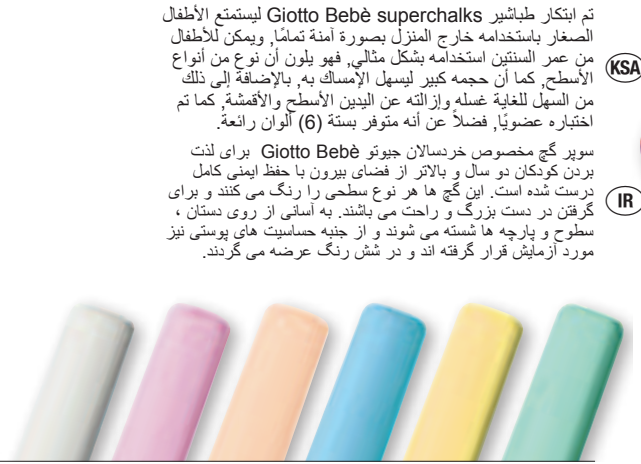 تم ابتكار طباشير Giotto Bebè superchalks ليستمتع الأطفال
الصغار باستخدامه خارج المنزل بصورة آمنة تمامًا, ويمكن للأطفال
من عمر السنتين استخدامه بشكل مثالي, فهو يلون أن نوع من أنواع
الأسطح, كما أن حجمه كبير ليسهل الأمساك به, بالإضافة إلى ذلك
من السهل للغاية غسله وإزالته عن اليدين الأسطح والأقمشة, كما تم
اختباره عضويًا, فضلاً عن أنه متوفر بستة (6) ألوان رائعة.
KSA
سوپر گچ مخصوص خردسالان جیوتو Giotto Bebè برای لذت
بردن کودکان دو سال و بالاتر از فضای بیرون با حفظ ایمنی کامل
درست شده است. این گچ ها هر نوع سطحی را رنگ می کنند و برای
گرفتن در دست بزرگ و راحت می باشند. به آسانی از روی دستان ،
سطوح و پارچه ها شسته می شوند و از جنبه حساسیت های پوستی نیز
مورد آزمایش قرار گرفته اند و در شش رنگ عرضه می گردند.
IR